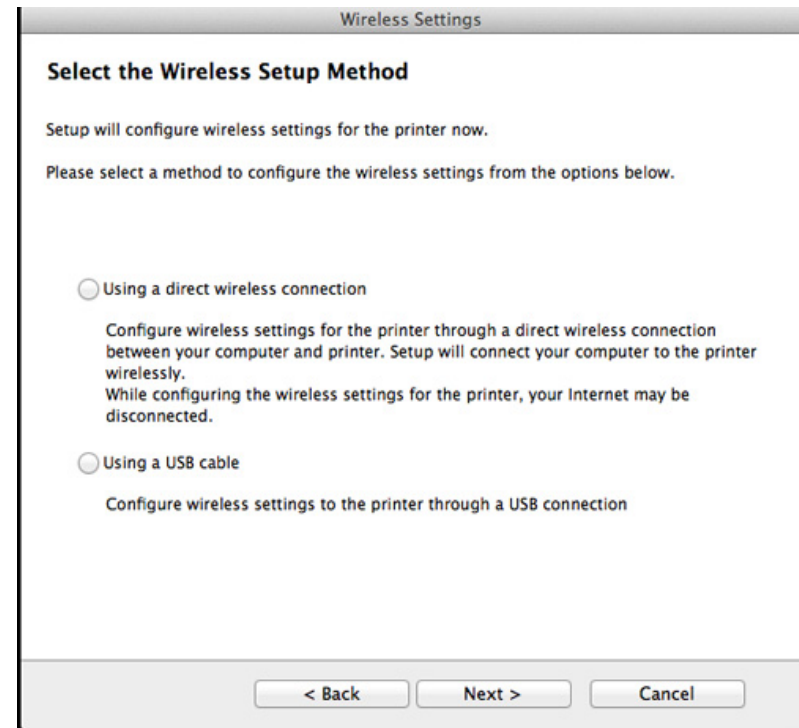 Wireless Settings
Select the Wireless Setup Method
Setup will configure wireless settings for the printer now.
Please select a method to configure the wireless settings from the options below.
Using a direct wireless connection
Configure wireless settings for the printer through a direct wireless connection
between your computer and printer. Setup will connect your computer to the printer
wirelessly.
While configuring the wireless settings for the printer, your Internet may be
disconnected.
Using a USB cable
Configure wireless settings to the printer through a USB connection
< Back Next > Cancel